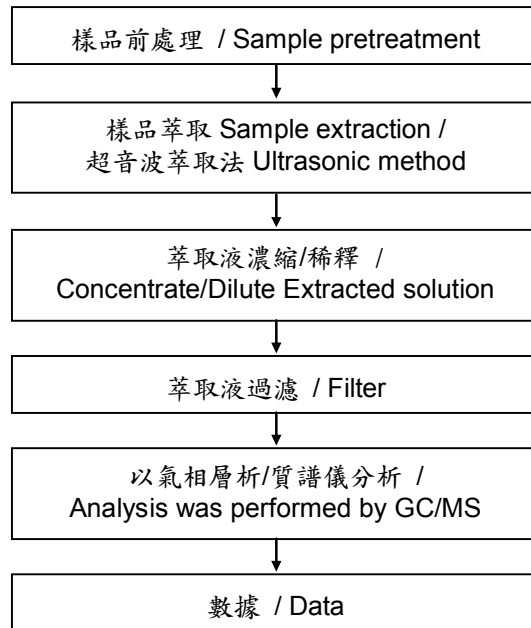 樣品前處理 / Sample pretreatment
樣品萃取 Sample extraction /
超音波萃取法 Ultrasonic method
萃取液濃縮/稀釋 /
Concentrate/Dilute Extracted solution
萃取液過濾 / Filter
以氣相層析/質譜儀分析 /
Analysis was performed by GC/MS
數據 / Data